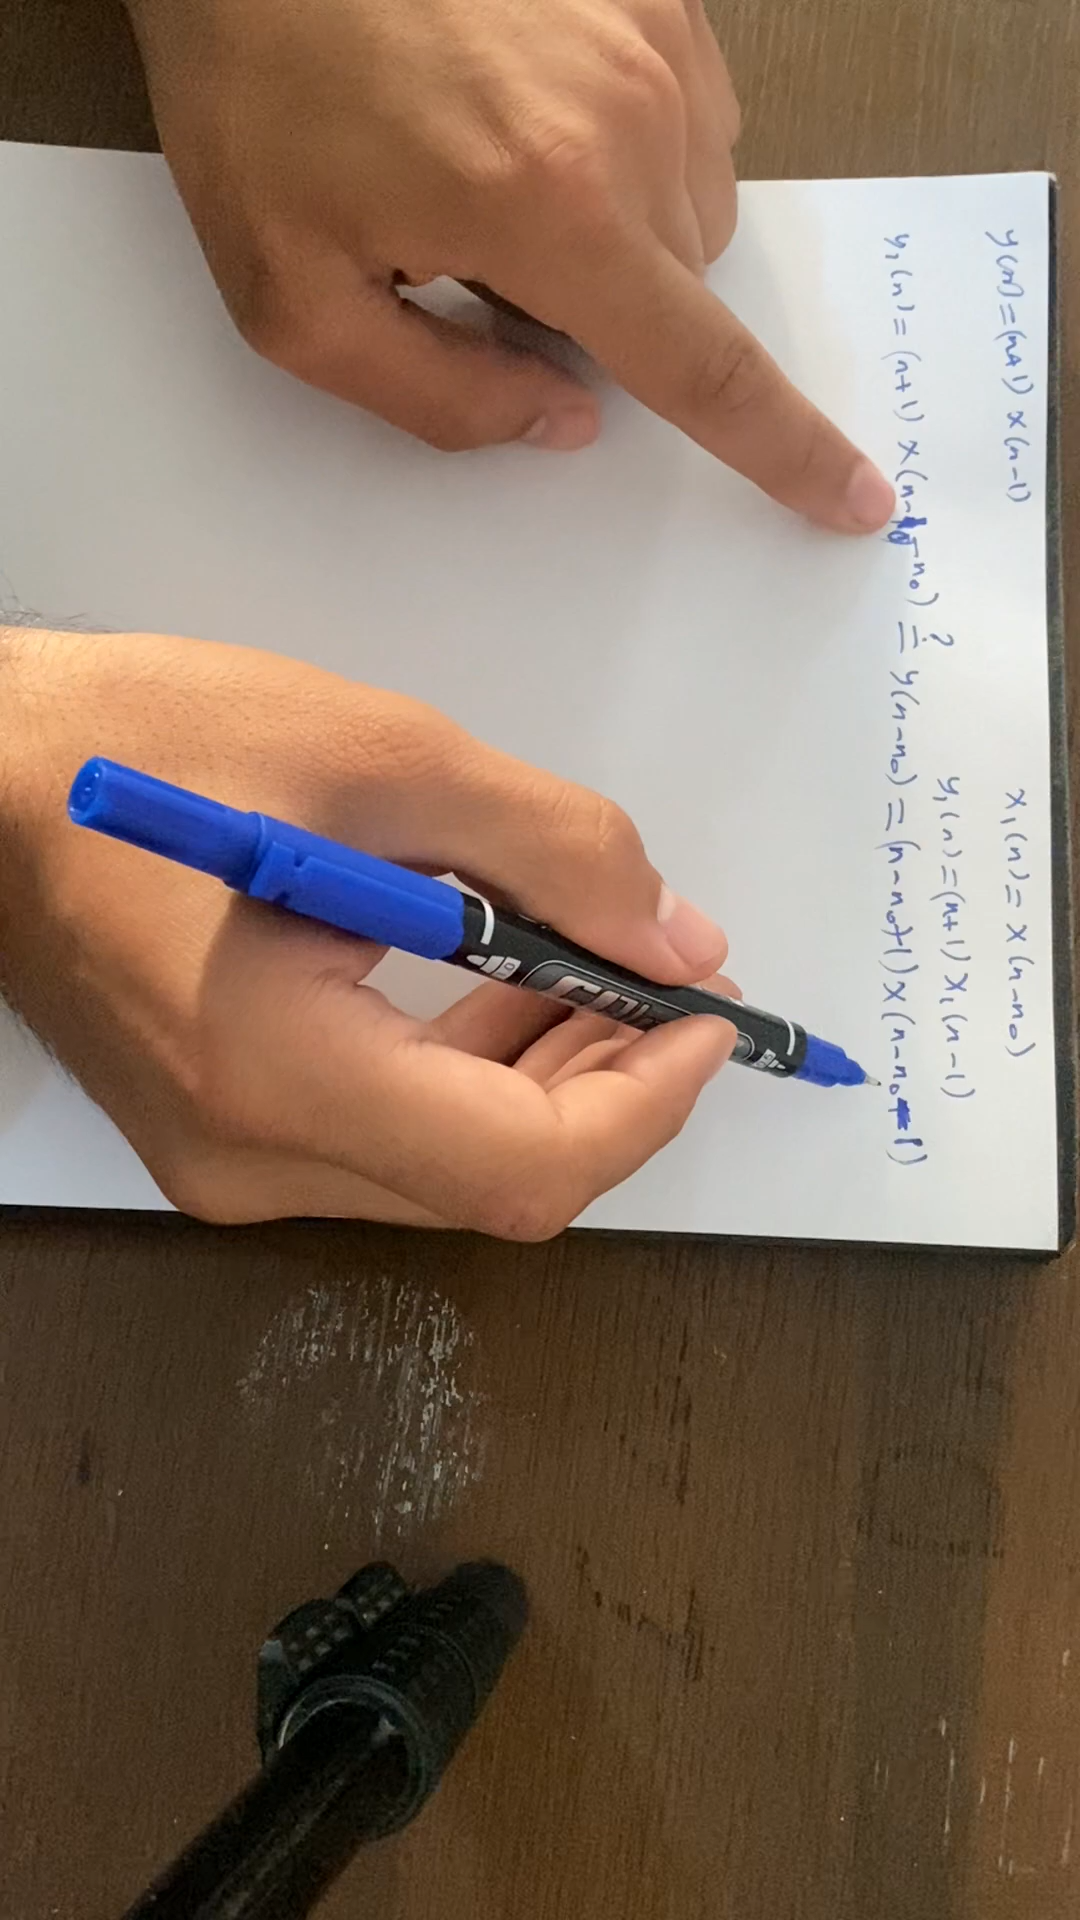 y(n)=(n+1) x(n-1)
x₁(n) = x(n-n₀)
y₁(n)=(n+1) x₁(n-1)
y₁(n) = (n+1) x(n-1-n₀) =? y(n-n₀) = (n-n₀+1) x(n-n₀-1)